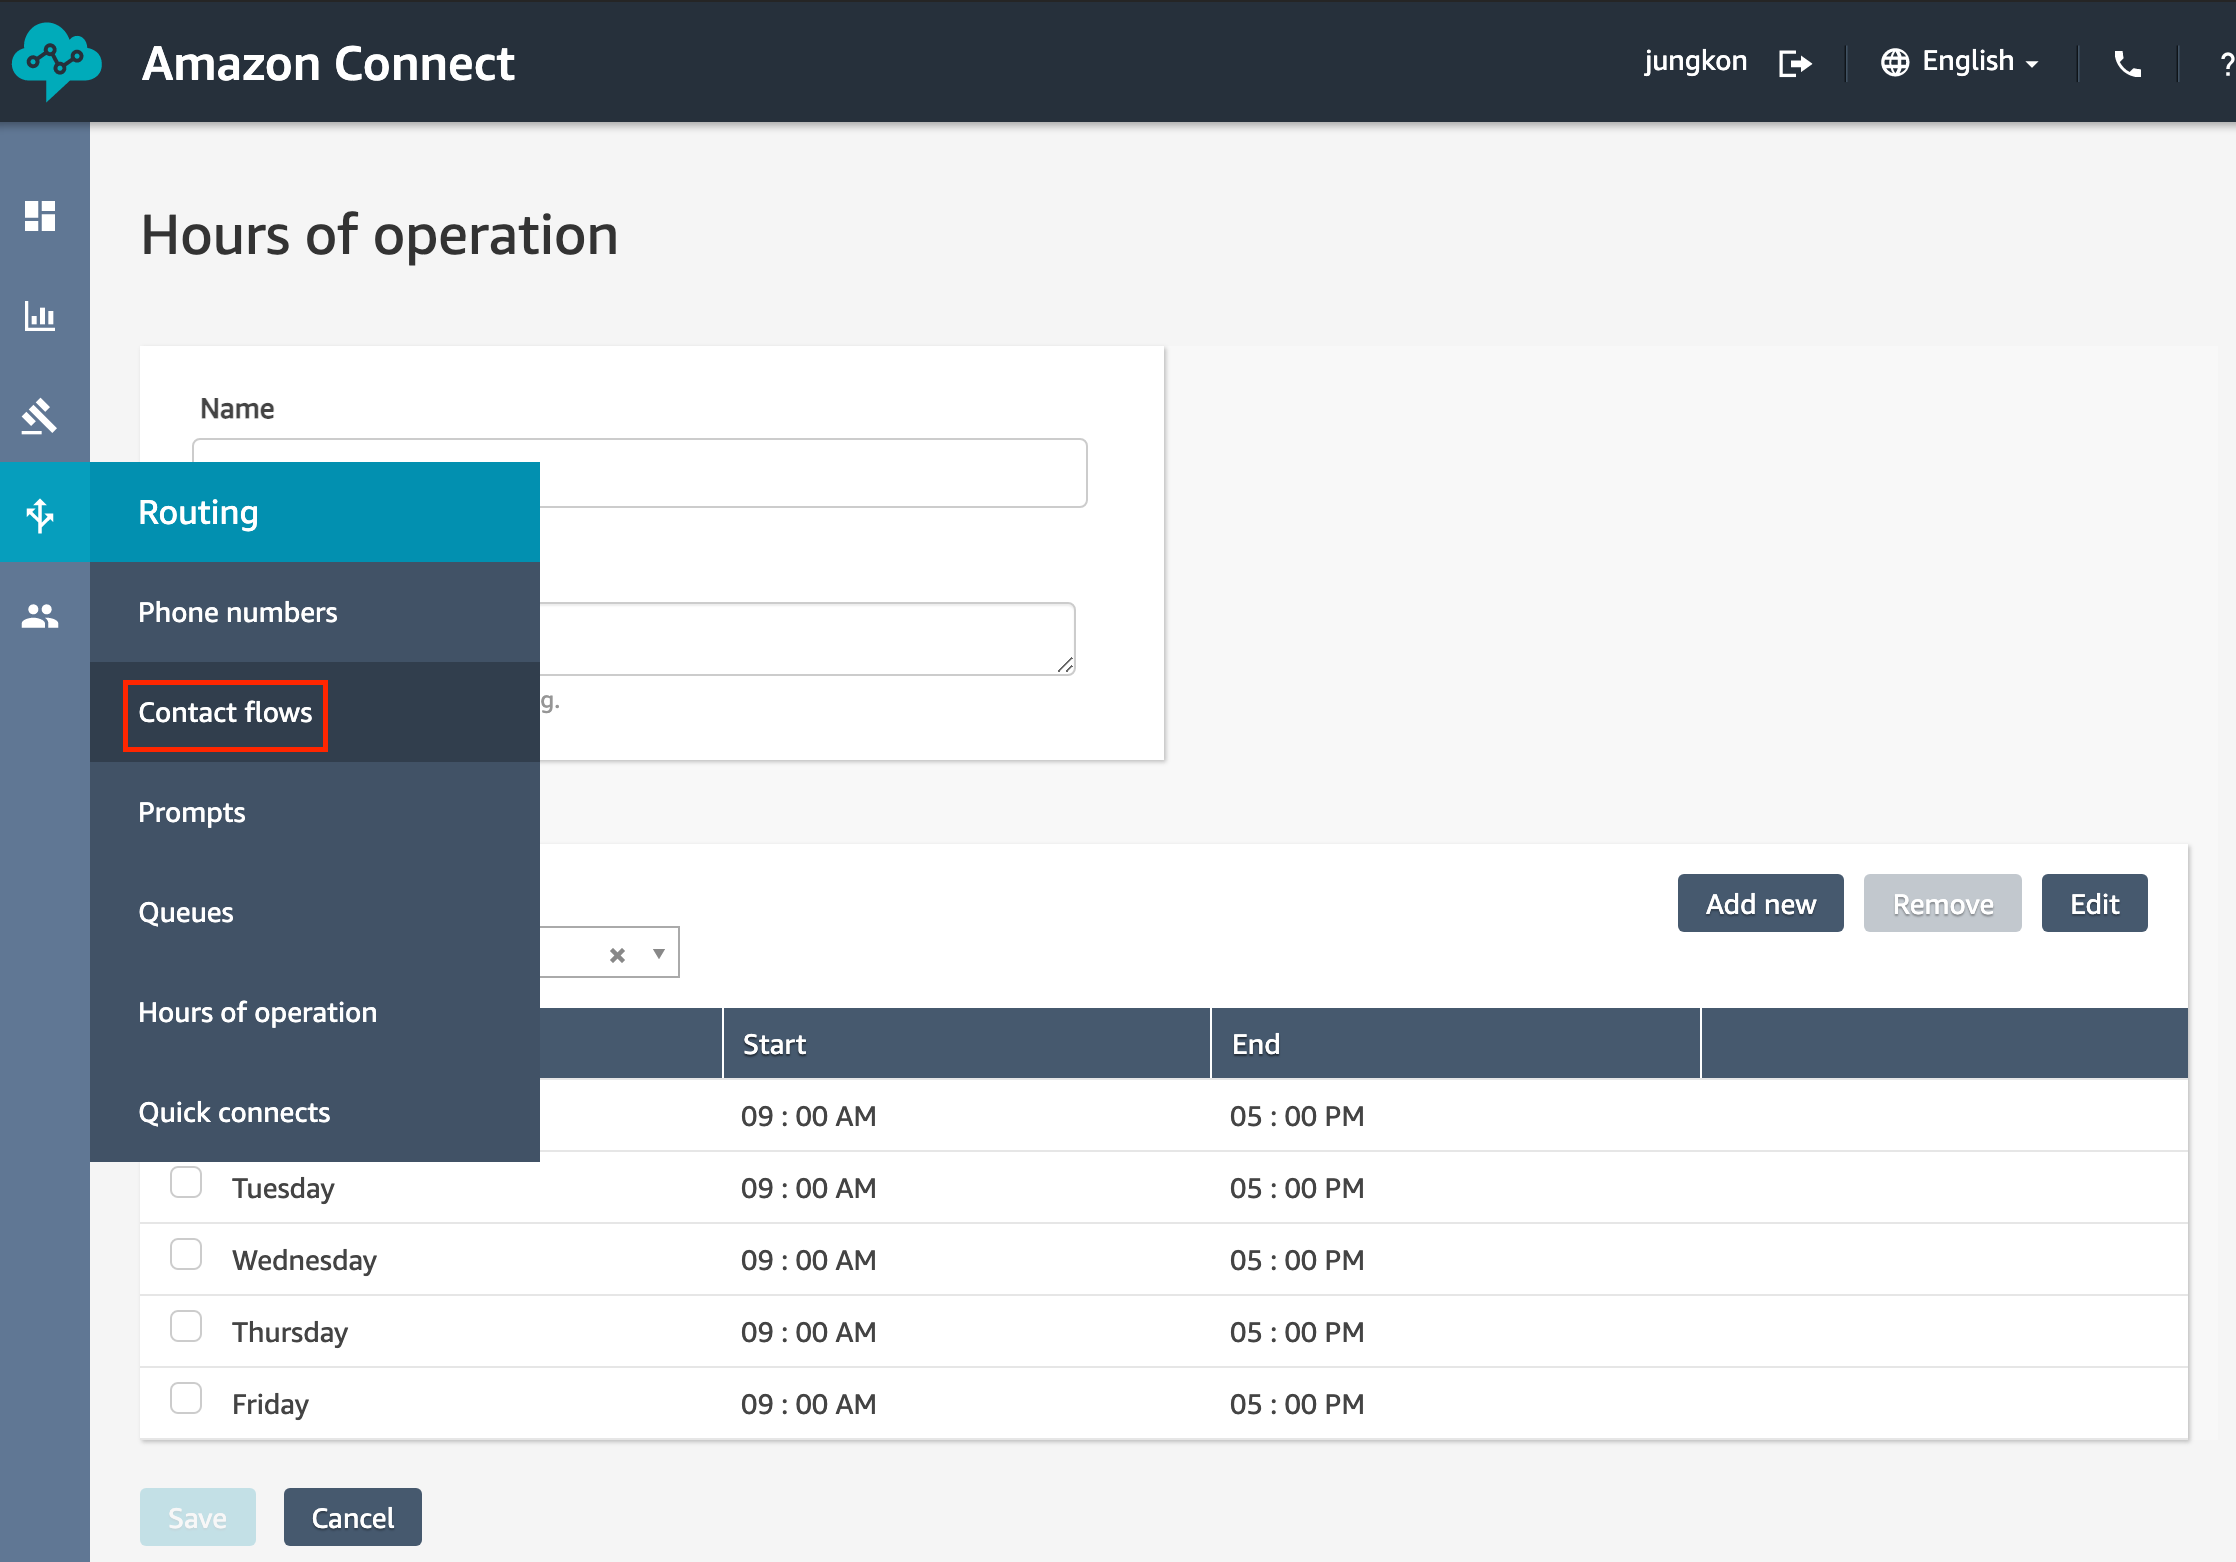 Amazon Connect
jungkon
English
?
Hours of operation
Name
Routing
Phone numbers
Contact flows
g.
Prompts
Queues
Hours of operation
Quick connects
Add new
Remove
Edit
Start
End
09 : 00 AM
05 : 00 PM
Tuesday
09 : 00 AM
05 : 00 PM
Wednesday
09 : 00 AM
05 : 00 PM
Thursday
09 : 00 AM
05 : 00 PM
Friday
09 : 00 AM
05 : 00 PM
Save
Cancel